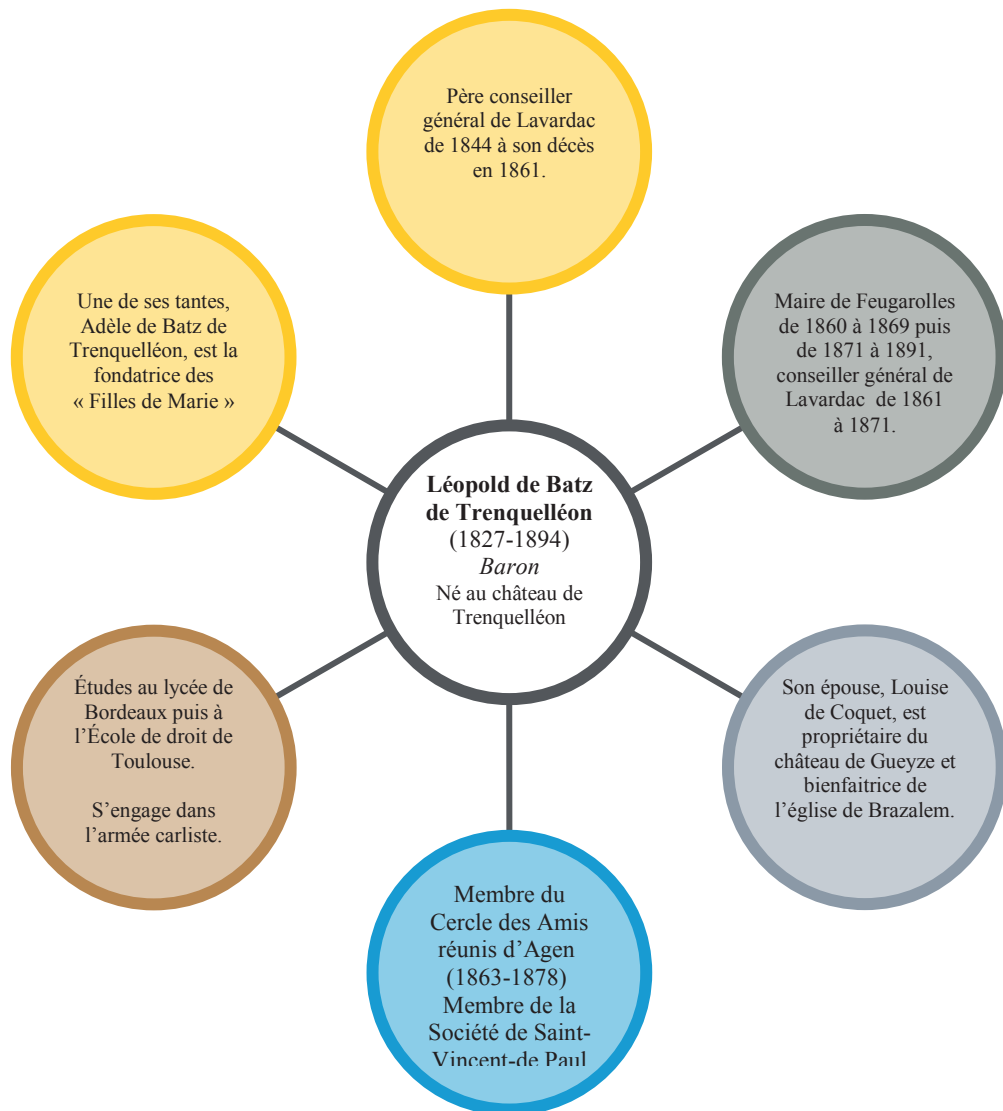 Père conseiller
général de Lavardac
de 1844 à son décès
en 1861.
Une de ses tantes,
Adèle de Batz de
Trenquelléon, est la
fondatrice des
« Filles de Marie »
Maire de Feugarolles
de 1860 à 1869 puis
de 1871 à 1891,
conseiller général de
Lavardac de 1861
à 1871.
Léopold de Batz
de Trenquelléon
(1827-1894)
Baron
Né au château de
Trenquelléon
Études au lycée de
Bordeaux puis à
l’École de droit de
Toulouse.
S’engage dans
l’armée carliste.
Son épouse, Louise
de Coquet, est
propriétaire du
château de Gueyze et
bienfaitrice de
l’église de Brazalem.
Membre du
Cercle des Amis
réunis d’Agen
(1863-1878)
Membre de la
Société de Saint-
Vincent-de Paul